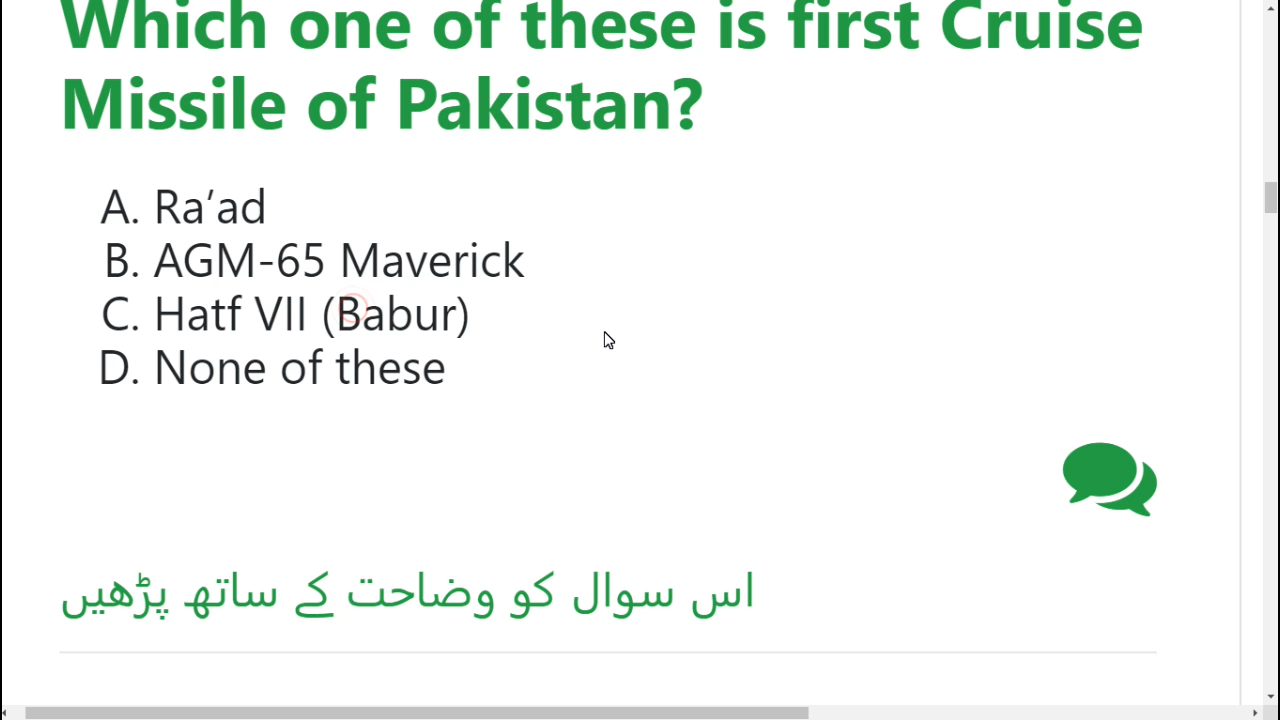 Which one of these is first Cruise
Missile of Pakistan?
A. Ra’ad
B. AGM-65 Maverick
C. Hatf VII (Babur)
D. None of these
اس سوال کو وضاحت کے ساتھ پڑھیں